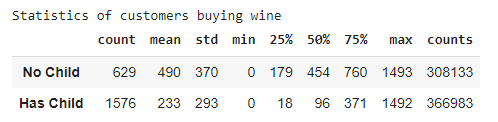 Statistics of customers buying wine
count mean std min 25% 50% 75% max counts
No Child 629 490 370 0 179 454 760 1493 308133
Has Child 1576 233 293 0 18 96 371 1492 366983